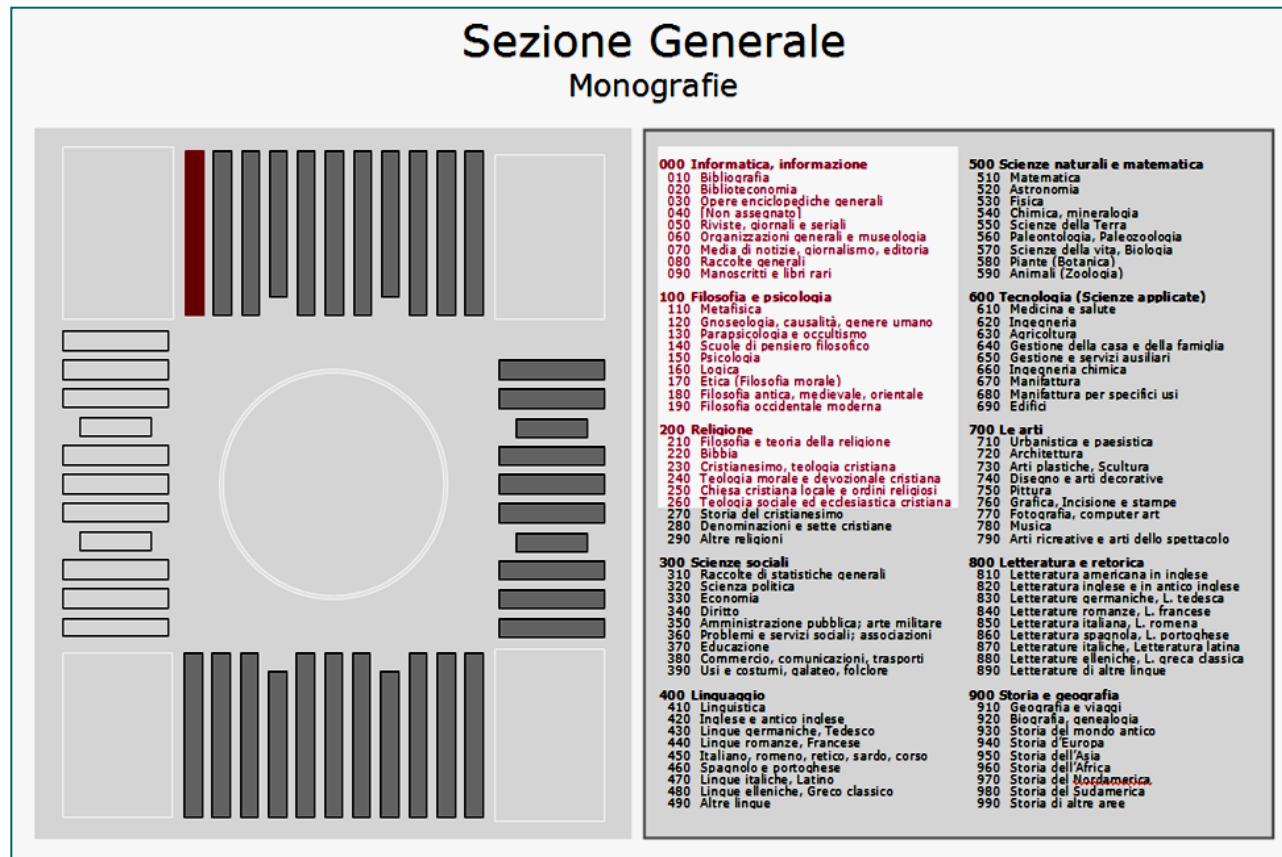 Sezione Generale
Monografie
000 Informatica, informazione
010 Bibliografia
020 Biblioteconomia
030 Opere enciclopediche generali
040 [Non assegnato]
050 Riviste, giornali e seriali
060 Organizzazioni generali e museologia
070 Media di notizie, giornalismo, editoria
080 Raccolte generali
090 Manoscritti e libri rari
100 Filosofia e psicologia
110 Metafisica
120 Gnoseologia, causalità, genere umano
130 Parapsicologia e occultismo
140 Scuole di pensiero filosofico
150 Psicologia
160 Logica
170 Etica (Filosofia morale)
180 Filosofia antica, medievale, orientale
190 Filosofia occidentale moderna
200 Religione
210 Filosofia e teoria della religione
220 Bibbia
230 Cristianesimo, teologia cristiana
240 Teologia morale e devozionale cristiana
250 Chiesa cristiana locale e ordini religiosi
260 Teologia sociale ed ecclesiastica cristiana
270 Storia del cristianesimo
280 Denominazioni e sette cristiane
290 Altre religioni
300 Scienze sociali
310 Raccolte di statistiche generali
320 Scienza politica
330 Economia
340 Diritto
350 Amministrazione pubblica; arte militare
360 Problemi e servizi sociali; associazioni
370 Educazione
380 Commercio, comunicazioni, trasporti
390 Usi e costumi, galateo, folclore
400 Linguaggio
410 Linguistica
420 Inglese e antico inglese
430 Lingue germaniche, Tedesco
440 Lingue romanze, Francese
450 Italiano, romeno, retico, sardo, corso
460 Spagnolo e portoghese
470 Lingue italiche, Latino
480 Lingue elleniche, Greco classico
490 Altre lingue
500 Scienze naturali e matematica
510 Matematica
520 Astronomia
530 Fisica
540 Chimica, mineralogia
550 Scienze della Terra
560 Paleontologia, Paleozoologia
570 Scienze della vita, Biologia
580 Piante (Botanica)
590 Animali (Zoologia)
600 Tecnologia (Scienze applicate)
610 Medicina e salute
620 Ingegneria
630 Agricoltura
640 Gestione della casa e della famiglia
650 Gestione e servizi ausiliari
660 Ingegneria chimica
670 Manifattura
680 Manifattura per specifici usi
690 Edifici
700 Le arti
710 Urbanistica e paesistica
720 Architettura
730 Arti plastiche, Scultura
740 Disegno e arti decorative
750 Pittura
760 Grafica, Incisione e stampe
770 Fotografia, computer art
780 Musica
790 Arti ricreative e arti dello spettacolo
800 Letteratura e retorica
810 Letteratura americana in inglese
820 Letteratura inglese e in antico inglese
830 Letterature germaniche, L. tedesca
840 Letterature romanze, L. francese
850 Letteratura italiana, L. romena
860 Letteratura spagnola, L. portoghese
870 Letterature italiche, Letteratura latina
880 Letterature elleniche, L. greca classica
890 Letterature di altre lingue
900 Storia e geografia
910 Geografia e viaggi
920 Biografia, genealogia
930 Storia del mondo antico
940 Storia d'Europa
950 Storia dell'Asia
960 Storia dell'Africa
970 Storia del Nordamerica
980 Storia del Sudamerica
990 Storia di altre aree